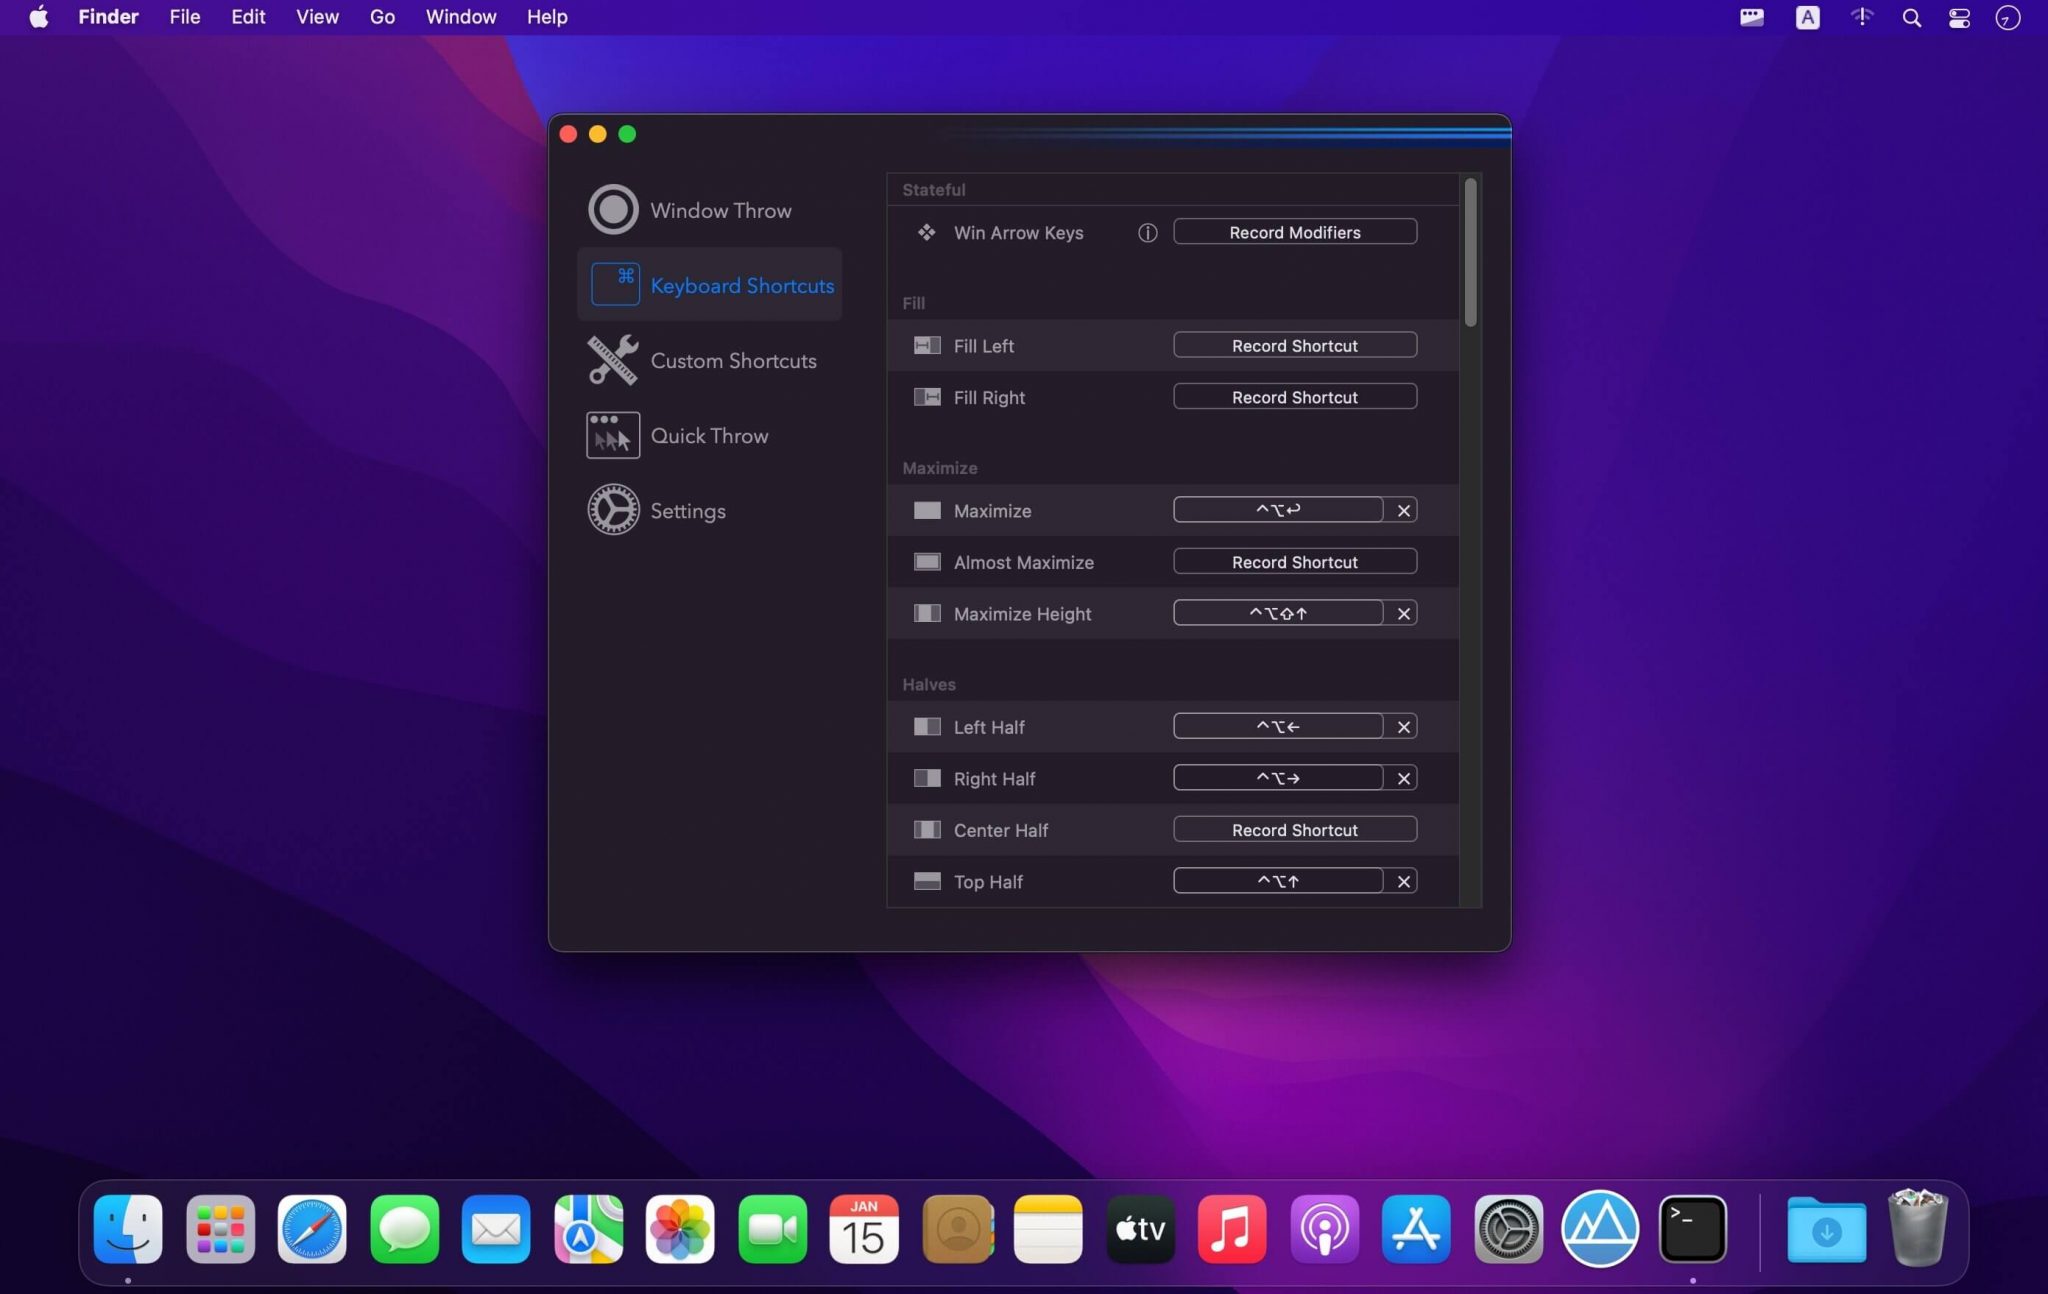 Finder File Edit View Go Window Help A
Window Throw
Keyboard Shortcuts
Custom Shortcuts
Quick Throw
Settings
Stateful
Win Arrow Keys Record Modifiers
Fill
Fill Left Record Shortcut
Fill Right Record Shortcut
Maximize
Maximize ^⌥↩
Almost Maximize Record Shortcut
Maximize Height ^⌥⇧↑
Halves
Left Half ^⌥←
Right Half ^⌥→
Center Half Record Shortcut
Top Half ^⌥↑
JAN
15
tv
>_